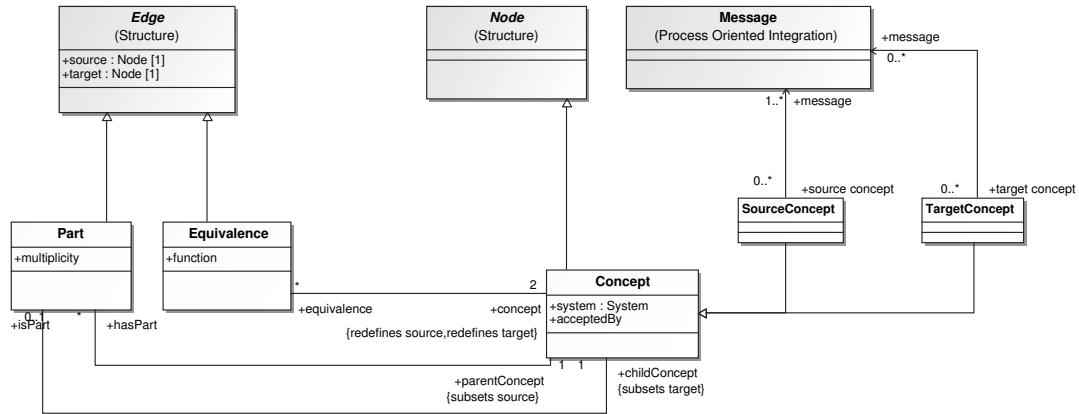 Edge
(Structure)
+source : Node [1]
+target : Node [1]
Node
(Structure)
Message
(Process Oriented Integration)
+message
0..*
1..*
+message
0..*
+source concept
0..*
+target concept
SourceConcept
TargetConcept
Part
+multiplicity
Equivalence
+function
Concept
+system : System
+acceptedBy
*
+equivalence
2
+concept
{redefines source,redefines target}
0..1
+isPart
*
+hasPart
1
1
+parentConcept
{subsets source}
+childConcept
{subsets target}